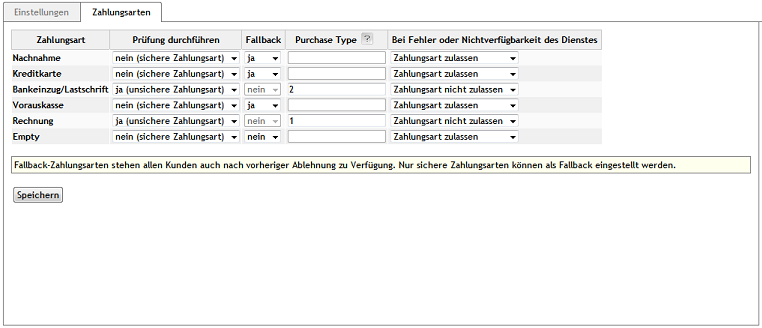 Einstellungen Zahlungsarten
Zahlungsart Prüfung durchführen Fallback Purchase Type ? Bei Fehler oder Nichtverfügbarkeit des Dienstes
Nachnahme nein (sichere Zahlungsart) ja Zahlungsart zulassen
Kreditkarte nein (sichere Zahlungsart) ja Zahlungsart zulassen
Bankeinzug/Lastschrift ja (unsichere Zahlungsart) nein 2 Zahlungsart nicht zulassen
Vorauskasse nein (sichere Zahlungsart) ja Zahlungsart zulassen
Rechnung ja (unsichere Zahlungsart) nein 1 Zahlungsart nicht zulassen
Empty nein (sichere Zahlungsart) nein Zahlungsart zulassen
Fallback-Zahlungsarten stehen allen Kunden auch nach vorheriger Ablehnung zu Verfügung. Nur sichere Zahlungsarten können als Fallback eingestellt werden.
Speichern